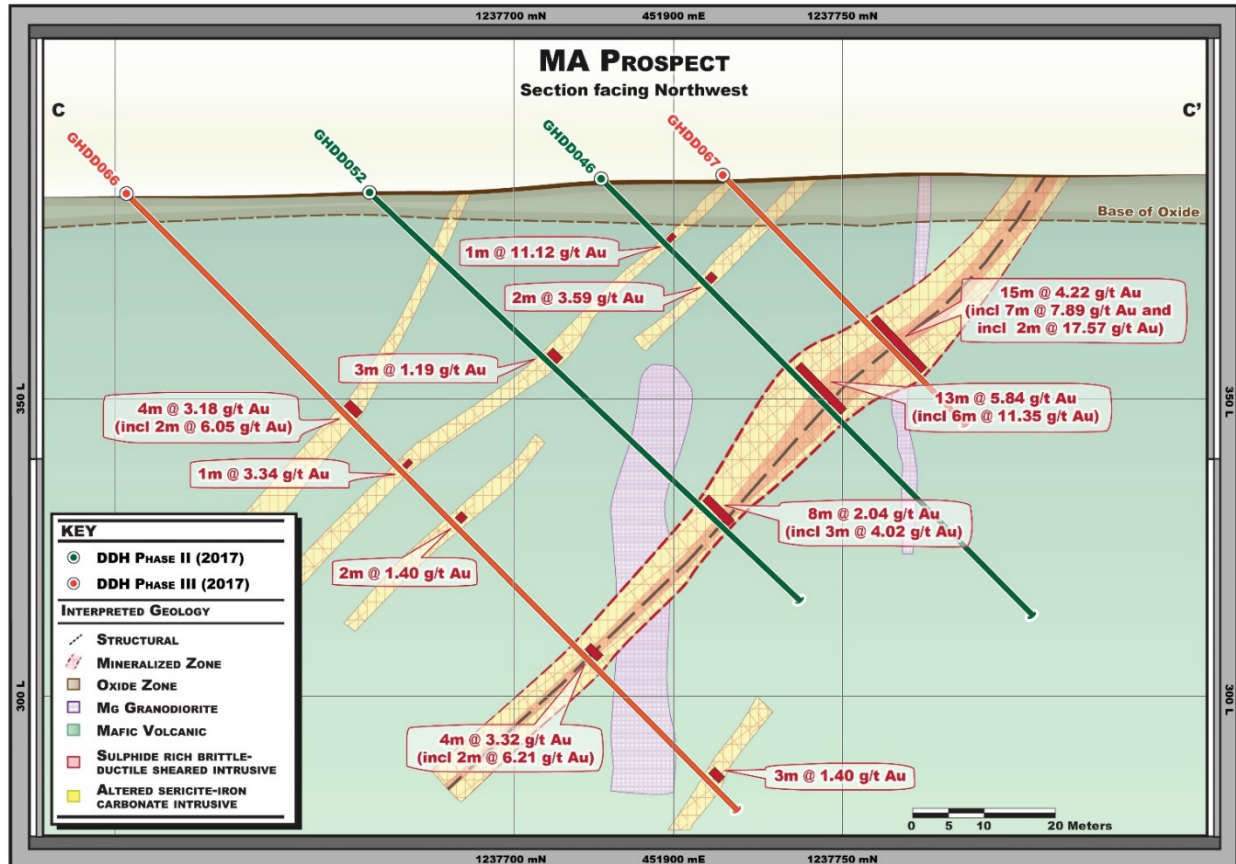 1237700 mN
451900 mE
1237750 mN
MA Prospect
Section facing Northwest
C
C'
GHDD066
GHDD052
GHDD046
GHDD067
Base of Oxide
1m @ 11.12 g/t Au
2m @ 3.59 g/t Au
15m @ 4.22 g/t Au
(incl 7m @ 7.89 g/t Au and
incl 2m @ 17.57 g/t Au)
3m @ 1.19 g/t Au
350 L
350 L
4m @ 3.18 g/t Au
(incl 2m @ 6.05 g/t Au)
13m @ 5.84 g/t Au
(incl 6m @ 11.35 g/t Au)
1m @ 3.34 g/t Au
8m @ 2.04 g/t Au
(incl 3m @ 4.02 g/t Au)
2m @ 1.40 g/t Au
300 L
300 L
4m @ 3.32 g/t Au
(incl 2m @ 6.21 g/t Au)
3m @ 1.40 g/t Au
Key
DDH Phase II (2017)
DDH Phase III (2017)
Interpreted Geology
Structural
Mineralized Zone
Oxide Zone
Mg Granodiorite
Mafic Volcanic
Sulphide rich brittle-
ductile sheared intrusive
Altered sericite-iron
carbonate intrusive
0 5 10 20 Meters
1237700 mN
451900 mE
1237750 mN